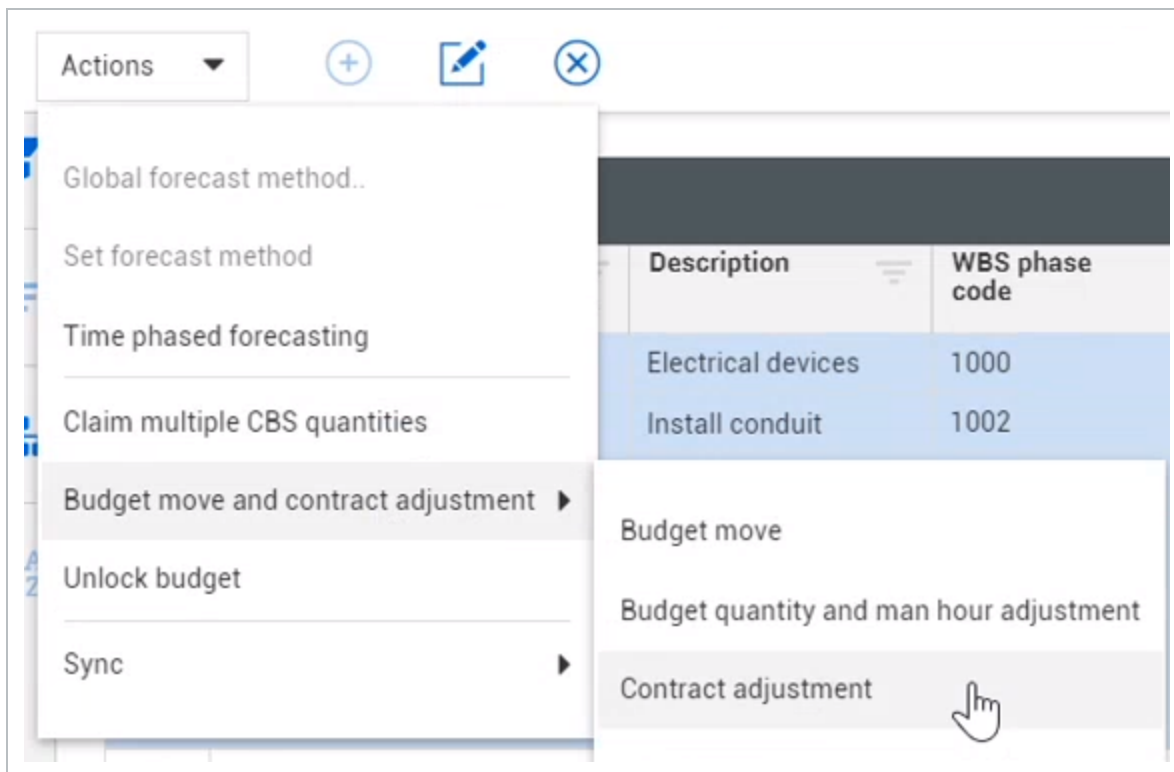 Actions
Global forecast method..
Set forecast method
Time phased forecasting
Claim multiple CBS quantities
Budget move and contract adjustment
Unlock budget
Sync
Description
WBS phase
code
Electrical devices
1000
Install conduit
1002
Budget move
Budget quantity and man hour adjustment
Contract adjustment